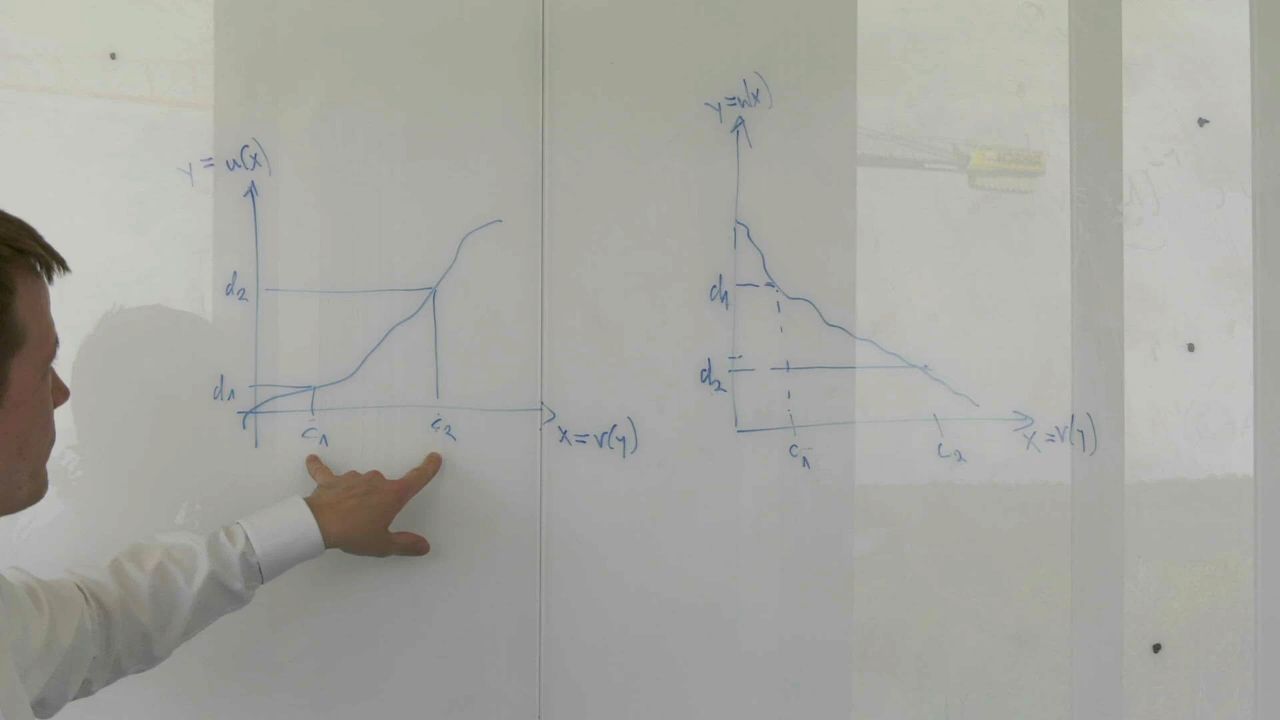 y = u(x)
d₂
d₁
c₁
c₂
x = v(y)
y = u(x)
d₁
d₂
c₁
c₂
x = v(y)